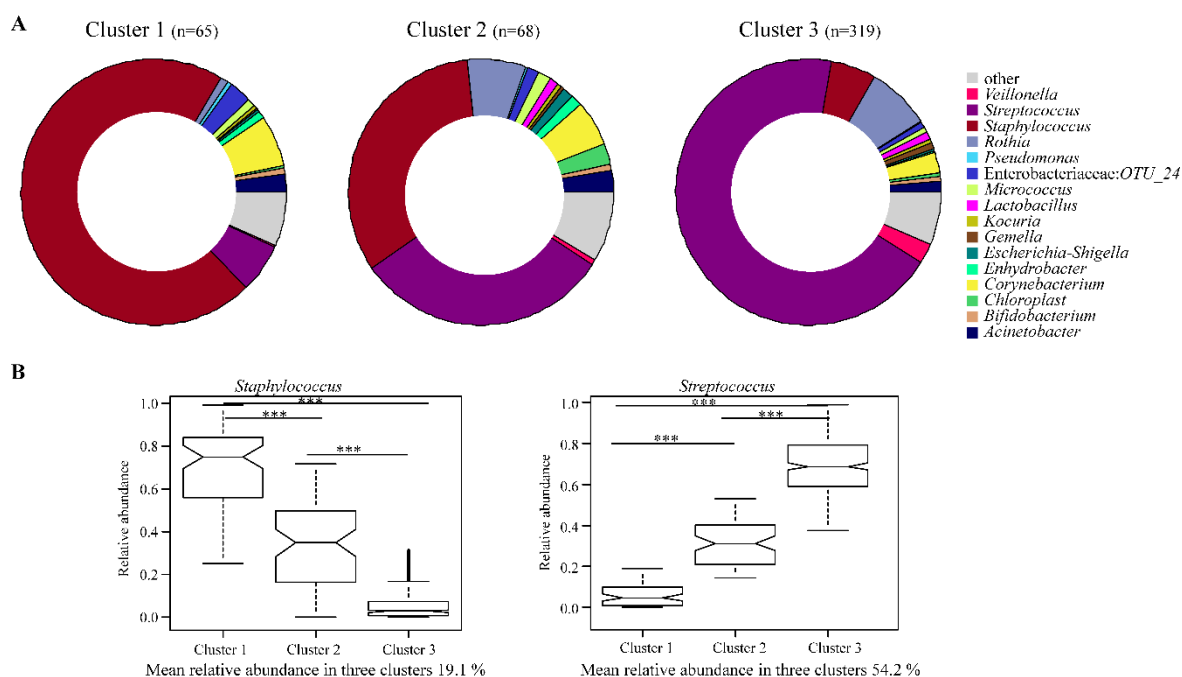 A
Cluster 1 (n=65)
Cluster 2 (n=68)
Cluster 3 (n=319)
other
Veillonella
Streptococcus
Staphylococcus
Rothia
Pseudomonas
Enterobacteriaceae:OTU_24
Micrococcus
Lactobacillus
Kocuria
Gemella
Escherichia-Shigella
Enhydrobacter
Corynebacterium
Chloroplast
Bifidobacterium
Acinetobacter
B
Staphylococcus
Relative abundance
1.0
0.8
0.6
0.4
0.2
0.0
***
***
***
Cluster 1
Cluster 2
Cluster 3
Mean relative abundance in three clusters 19.1 %
Streptococcus
Relative abundance
1.0
0.8
0.6
0.4
0.2
0.0
***
***
***
Cluster 1
Cluster 2
Cluster 3
Mean relative abundance in three clusters 54.2 %